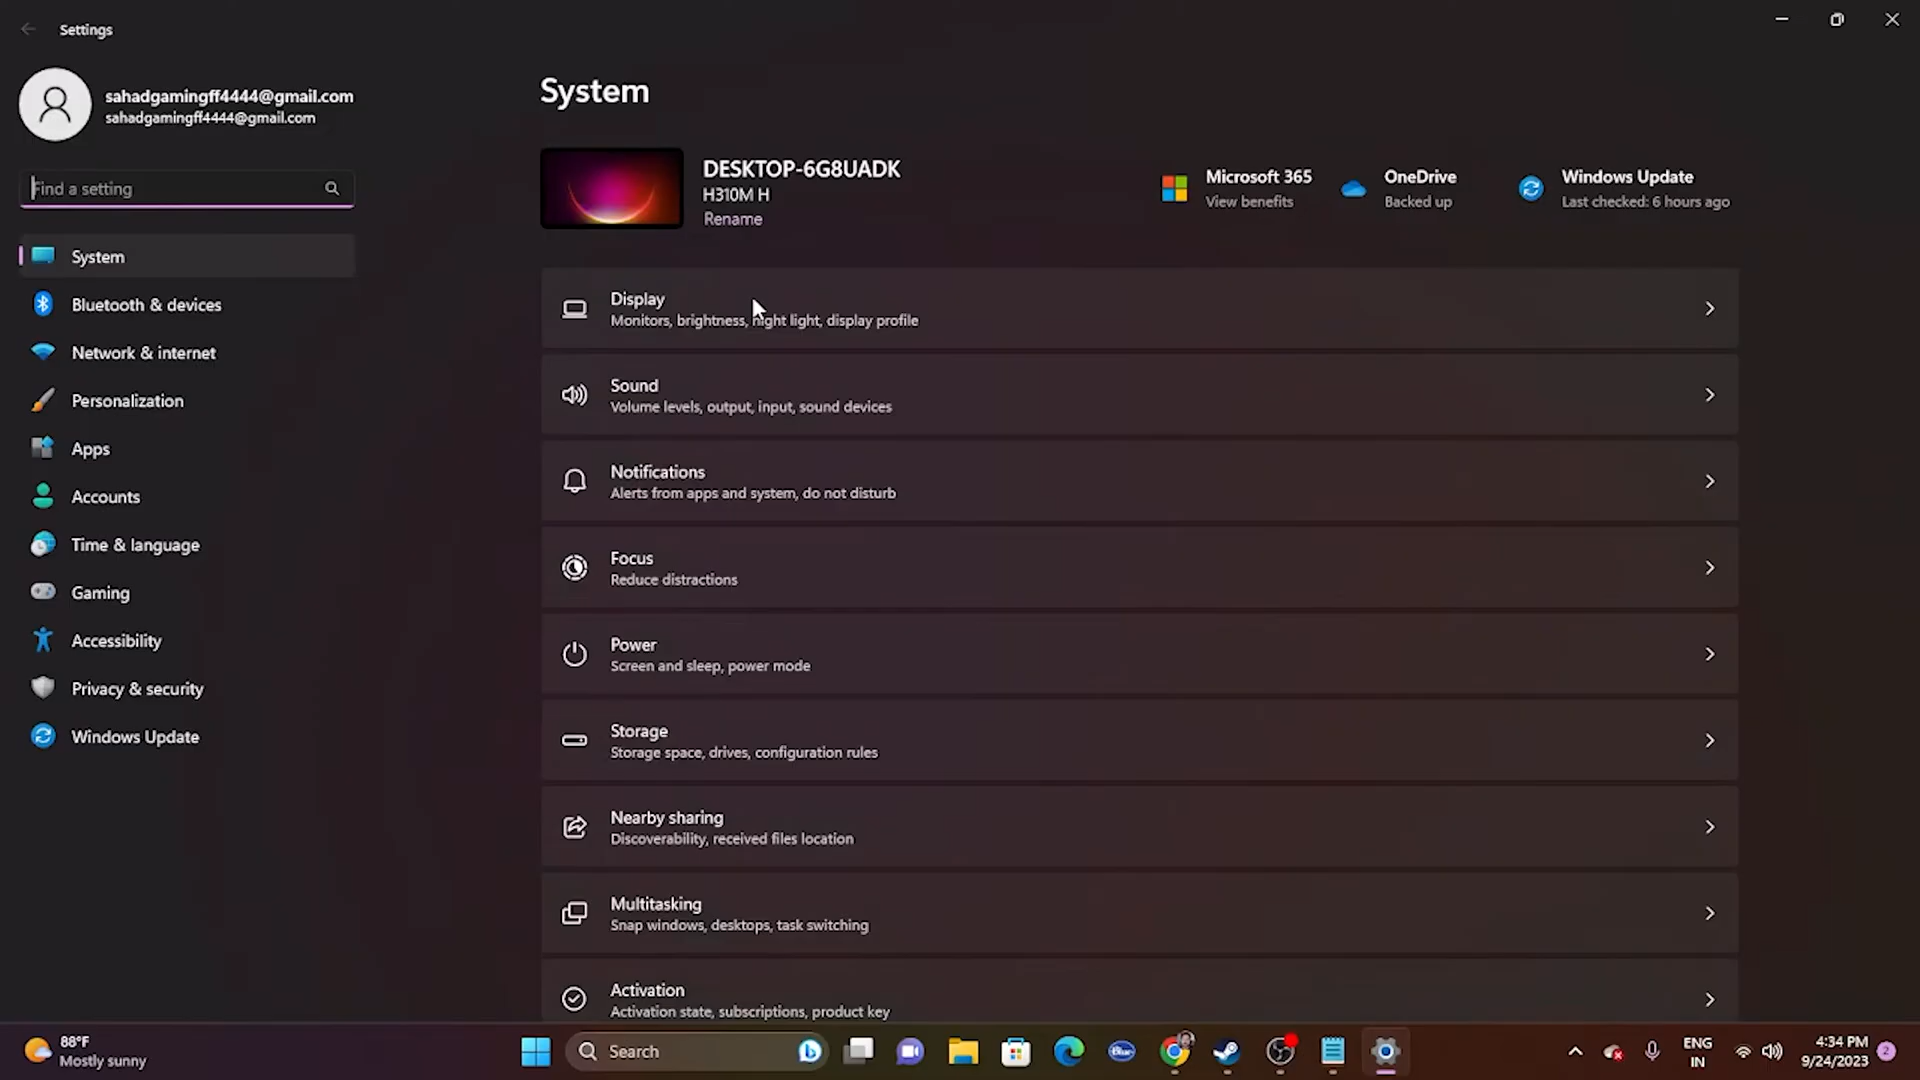 Settings
sahadgamingff4444@gmail.com
sahadgamingff4444@gmail.com
Find a setting
System
Bluetooth & devices
Network & internet
Personalization
Apps
Accounts
Time & language
Gaming
Accessibility
Privacy & security
Windows Update
System
DESKTOP-6G8UADK
H310M H
Rename
Microsoft 365
View benefits
OneDrive
Backed up
Windows Update
Last checked: 6 hours ago
Display
Monitors, brightness, night light, display profile
Sound
Volume levels, output, input, sound devices
Notifications
Alerts from apps and system, do not disturb
Focus
Reduce distractions
Power
Screen and sleep, power mode
Storage
Storage space, drives, configuration rules
Nearby sharing
Discoverability, received files location
Multitasking
Snap windows, desktops, task switching
Activation
Activation state, subscriptions, product key
88°F
Mostly sunny
Search
Blue
ENG
IN
4:34 PM
9/24/2023
2